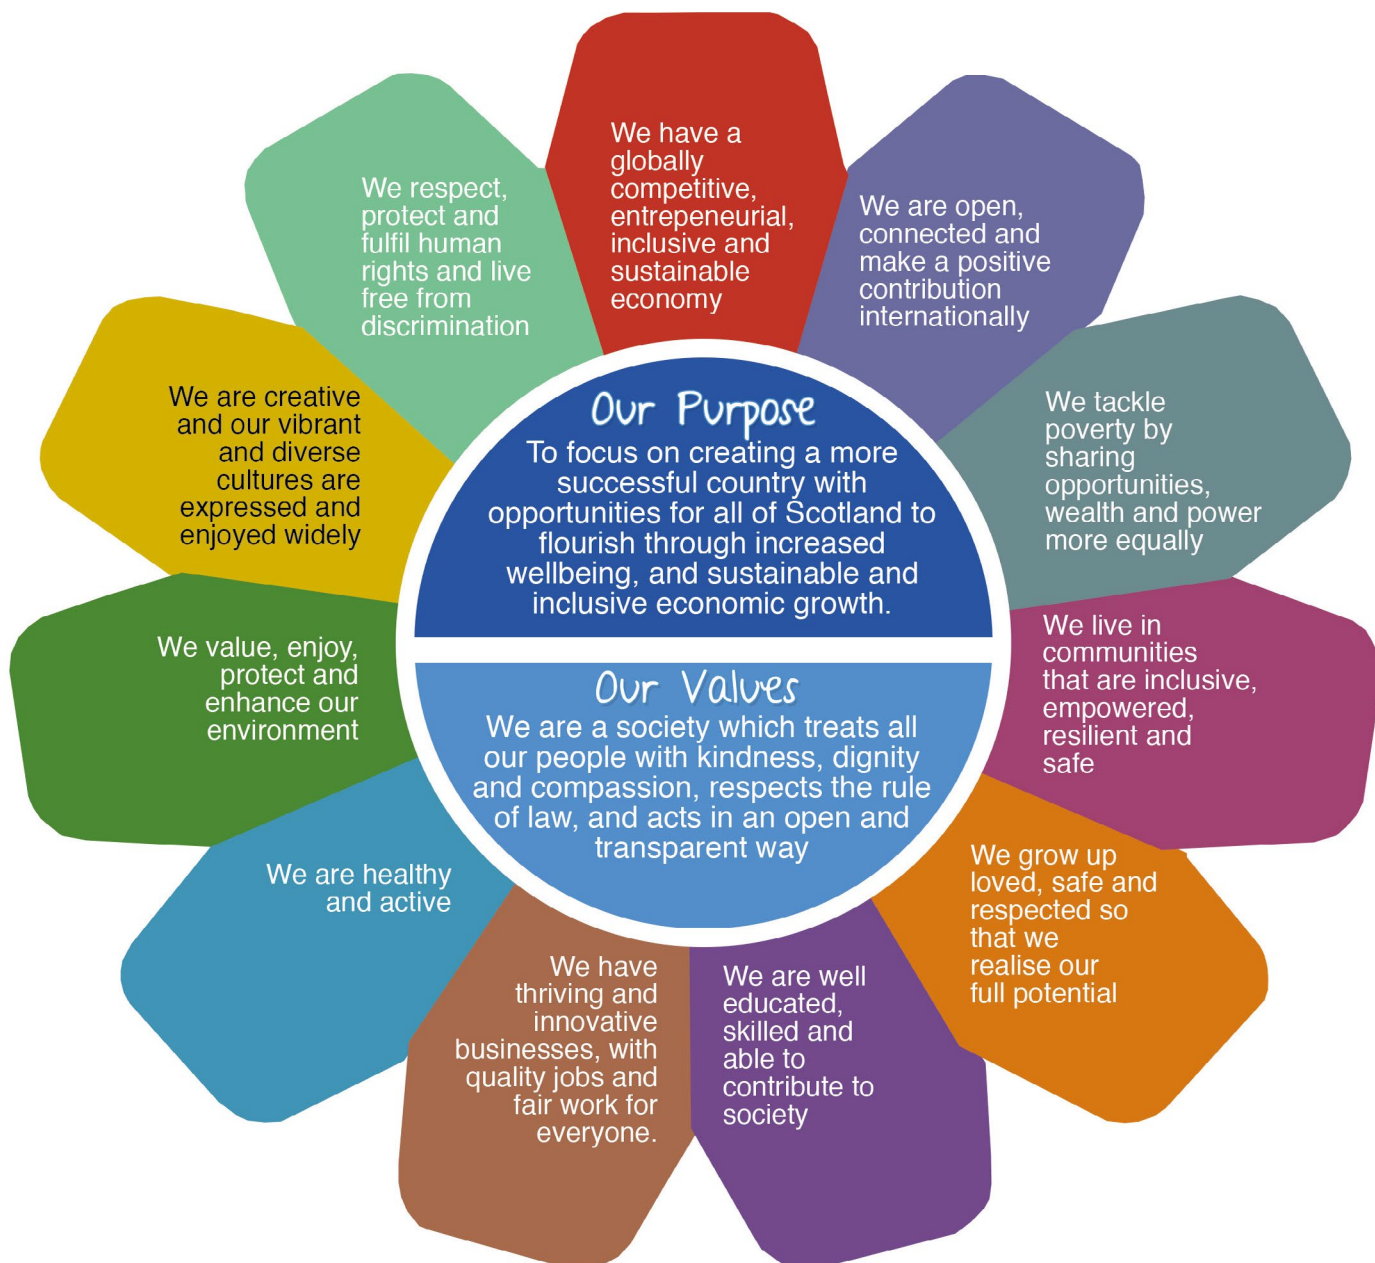 We have a
globally
competitive,
entrepeneurial,
inclusive and
sustainable
economy
We are open,
connected and
make a positive
contribution
internationally
We tackle
poverty by
sharing
opportunities,
wealth and power
more equally
We live in
communities
that are inclusive,
empowered,
resilient and
safe
We grow up
loved, safe and
respected so
that we
realise our
full potential
We are well
educated,
skilled and
able to
contribute to
society
We have
thriving and
innovative
businesses, with
quality jobs and
fair work for
everyone.
We are healthy
and active
We value, enjoy,
protect and
enhance our
environment
We are creative
and our vibrant
and diverse
cultures are
expressed and
enjoyed widely
We respect,
protect and
fulfil human
rights and live
free from
discrimination
Our Purpose
To focus on creating a more
successful country with
opportunities for all of Scotland to
flourish through increased
wellbeing, and sustainable and
inclusive economic growth.
Our Values
We are a society which treats all
our people with kindness, dignity
and compassion, respects the rule
of law, and acts in an open and
transparent way